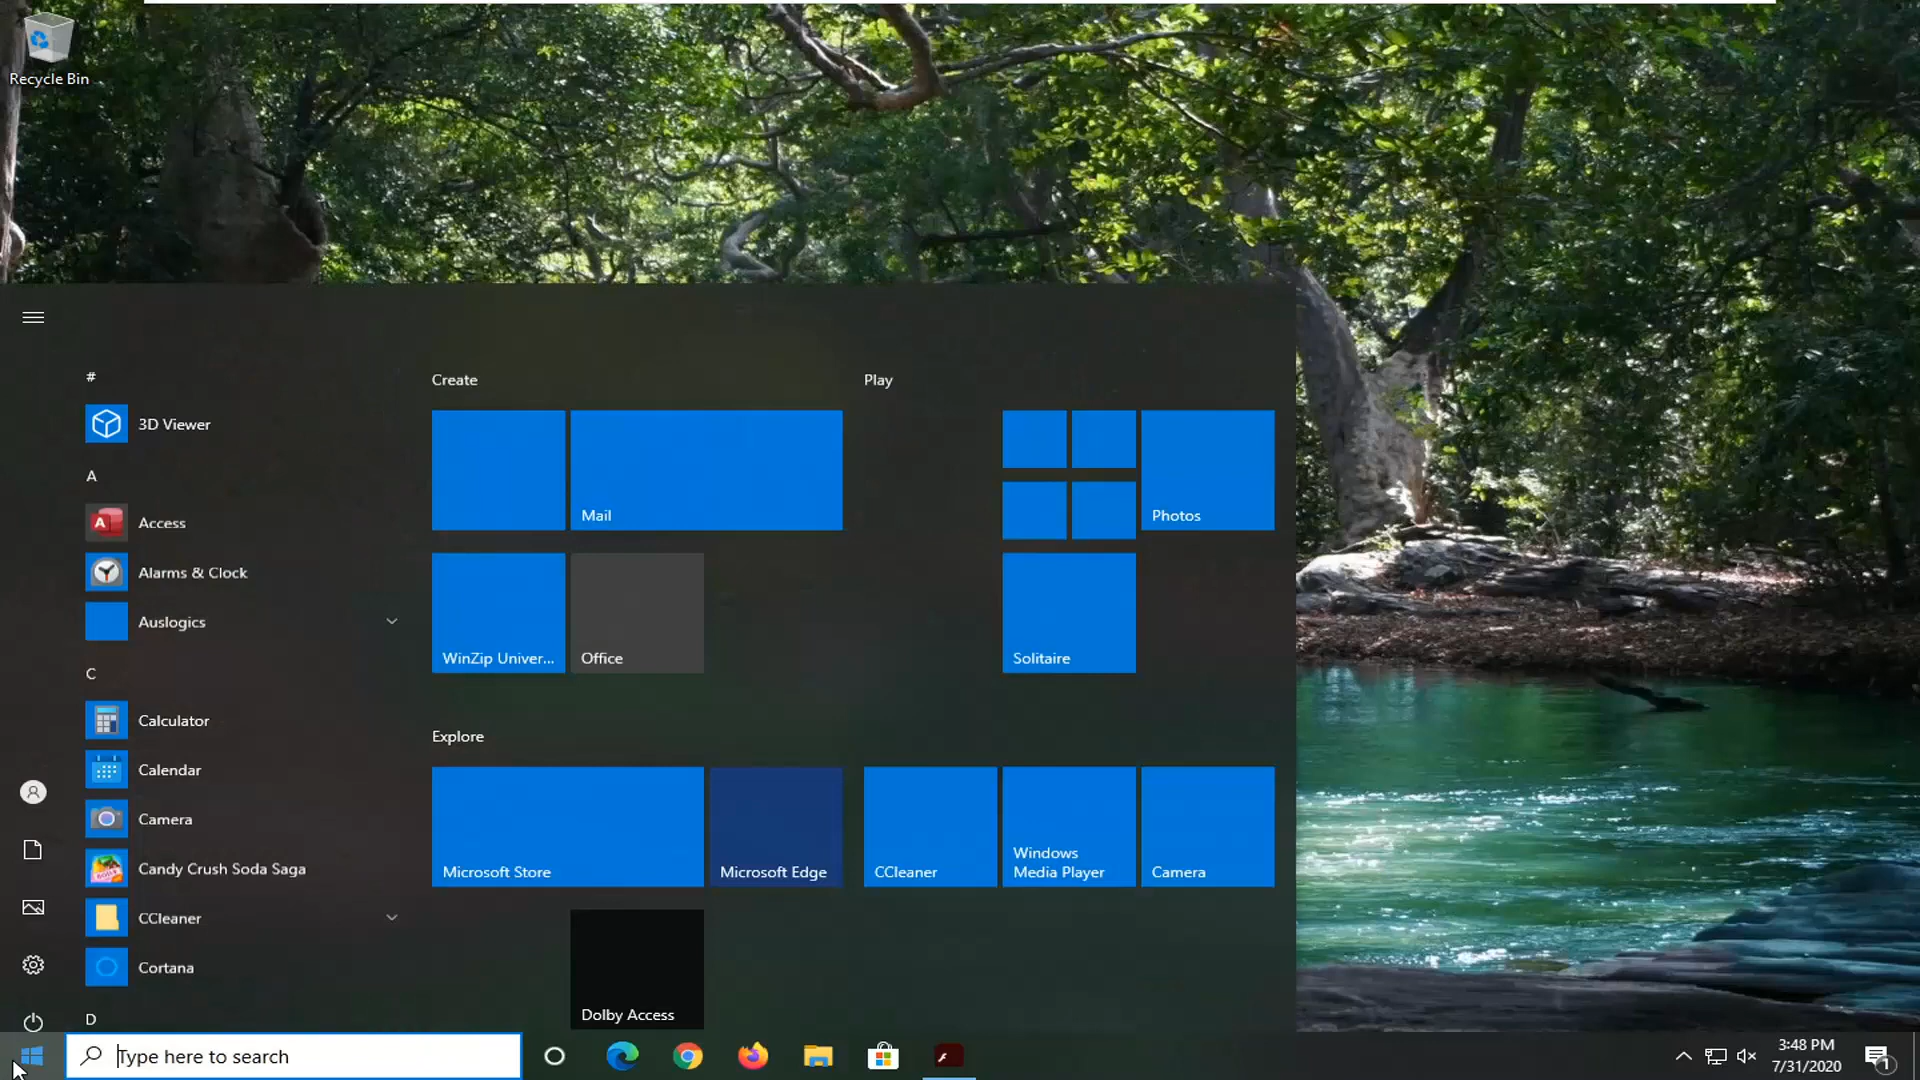 Recycle Bin
#
3D Viewer
A
Access
Alarms & Clock
Auslogics
C
Calculator
Calendar
Camera
Candy Crush Soda Saga
CCleaner
Cortana
D
Create
Mail
WinZip Univer...
Office
Play
Photos
Solitaire
Explore
Microsoft Store
Microsoft Edge
CCleaner
Windows
Media Player
Camera
Dolby Access
Type here to search
3:48 PM
7/31/2020
1